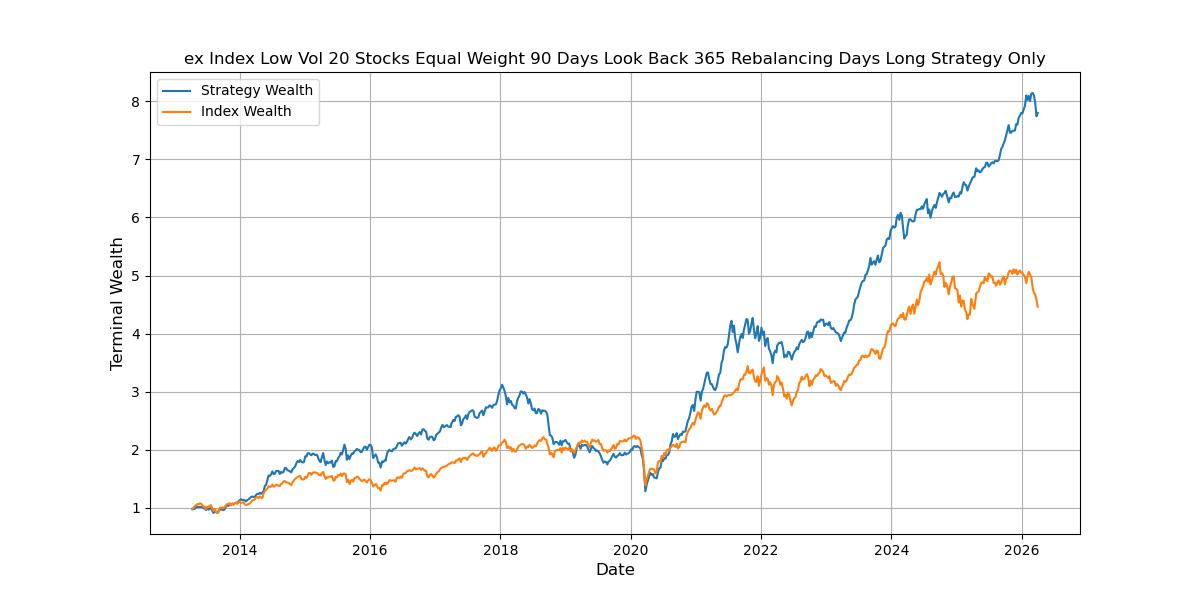 ex Index Low Vol 20 Stocks Equal Weight 90 Days Look Back 365 Rebalancing Days Long Strategy Only
Strategy Wealth
Index Wealth
Terminal Wealth
8
7
6
5
4
3
2
1
2014 2016 2018 2020 2022 2024 2026
Date